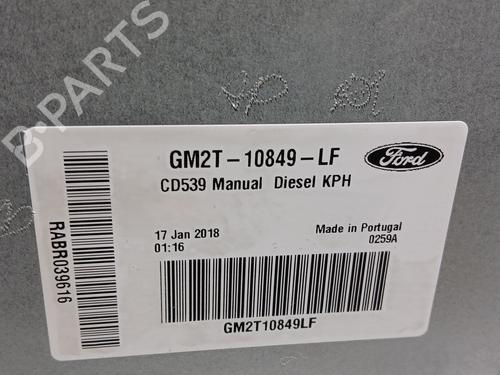 B-PARTS
GM2T-10849-LF
Ford
CD539 Manual Diesel KPH
17 Jan 2018
01:16
Made in Portugal
0259A
GM2T10849LF
RABR039616